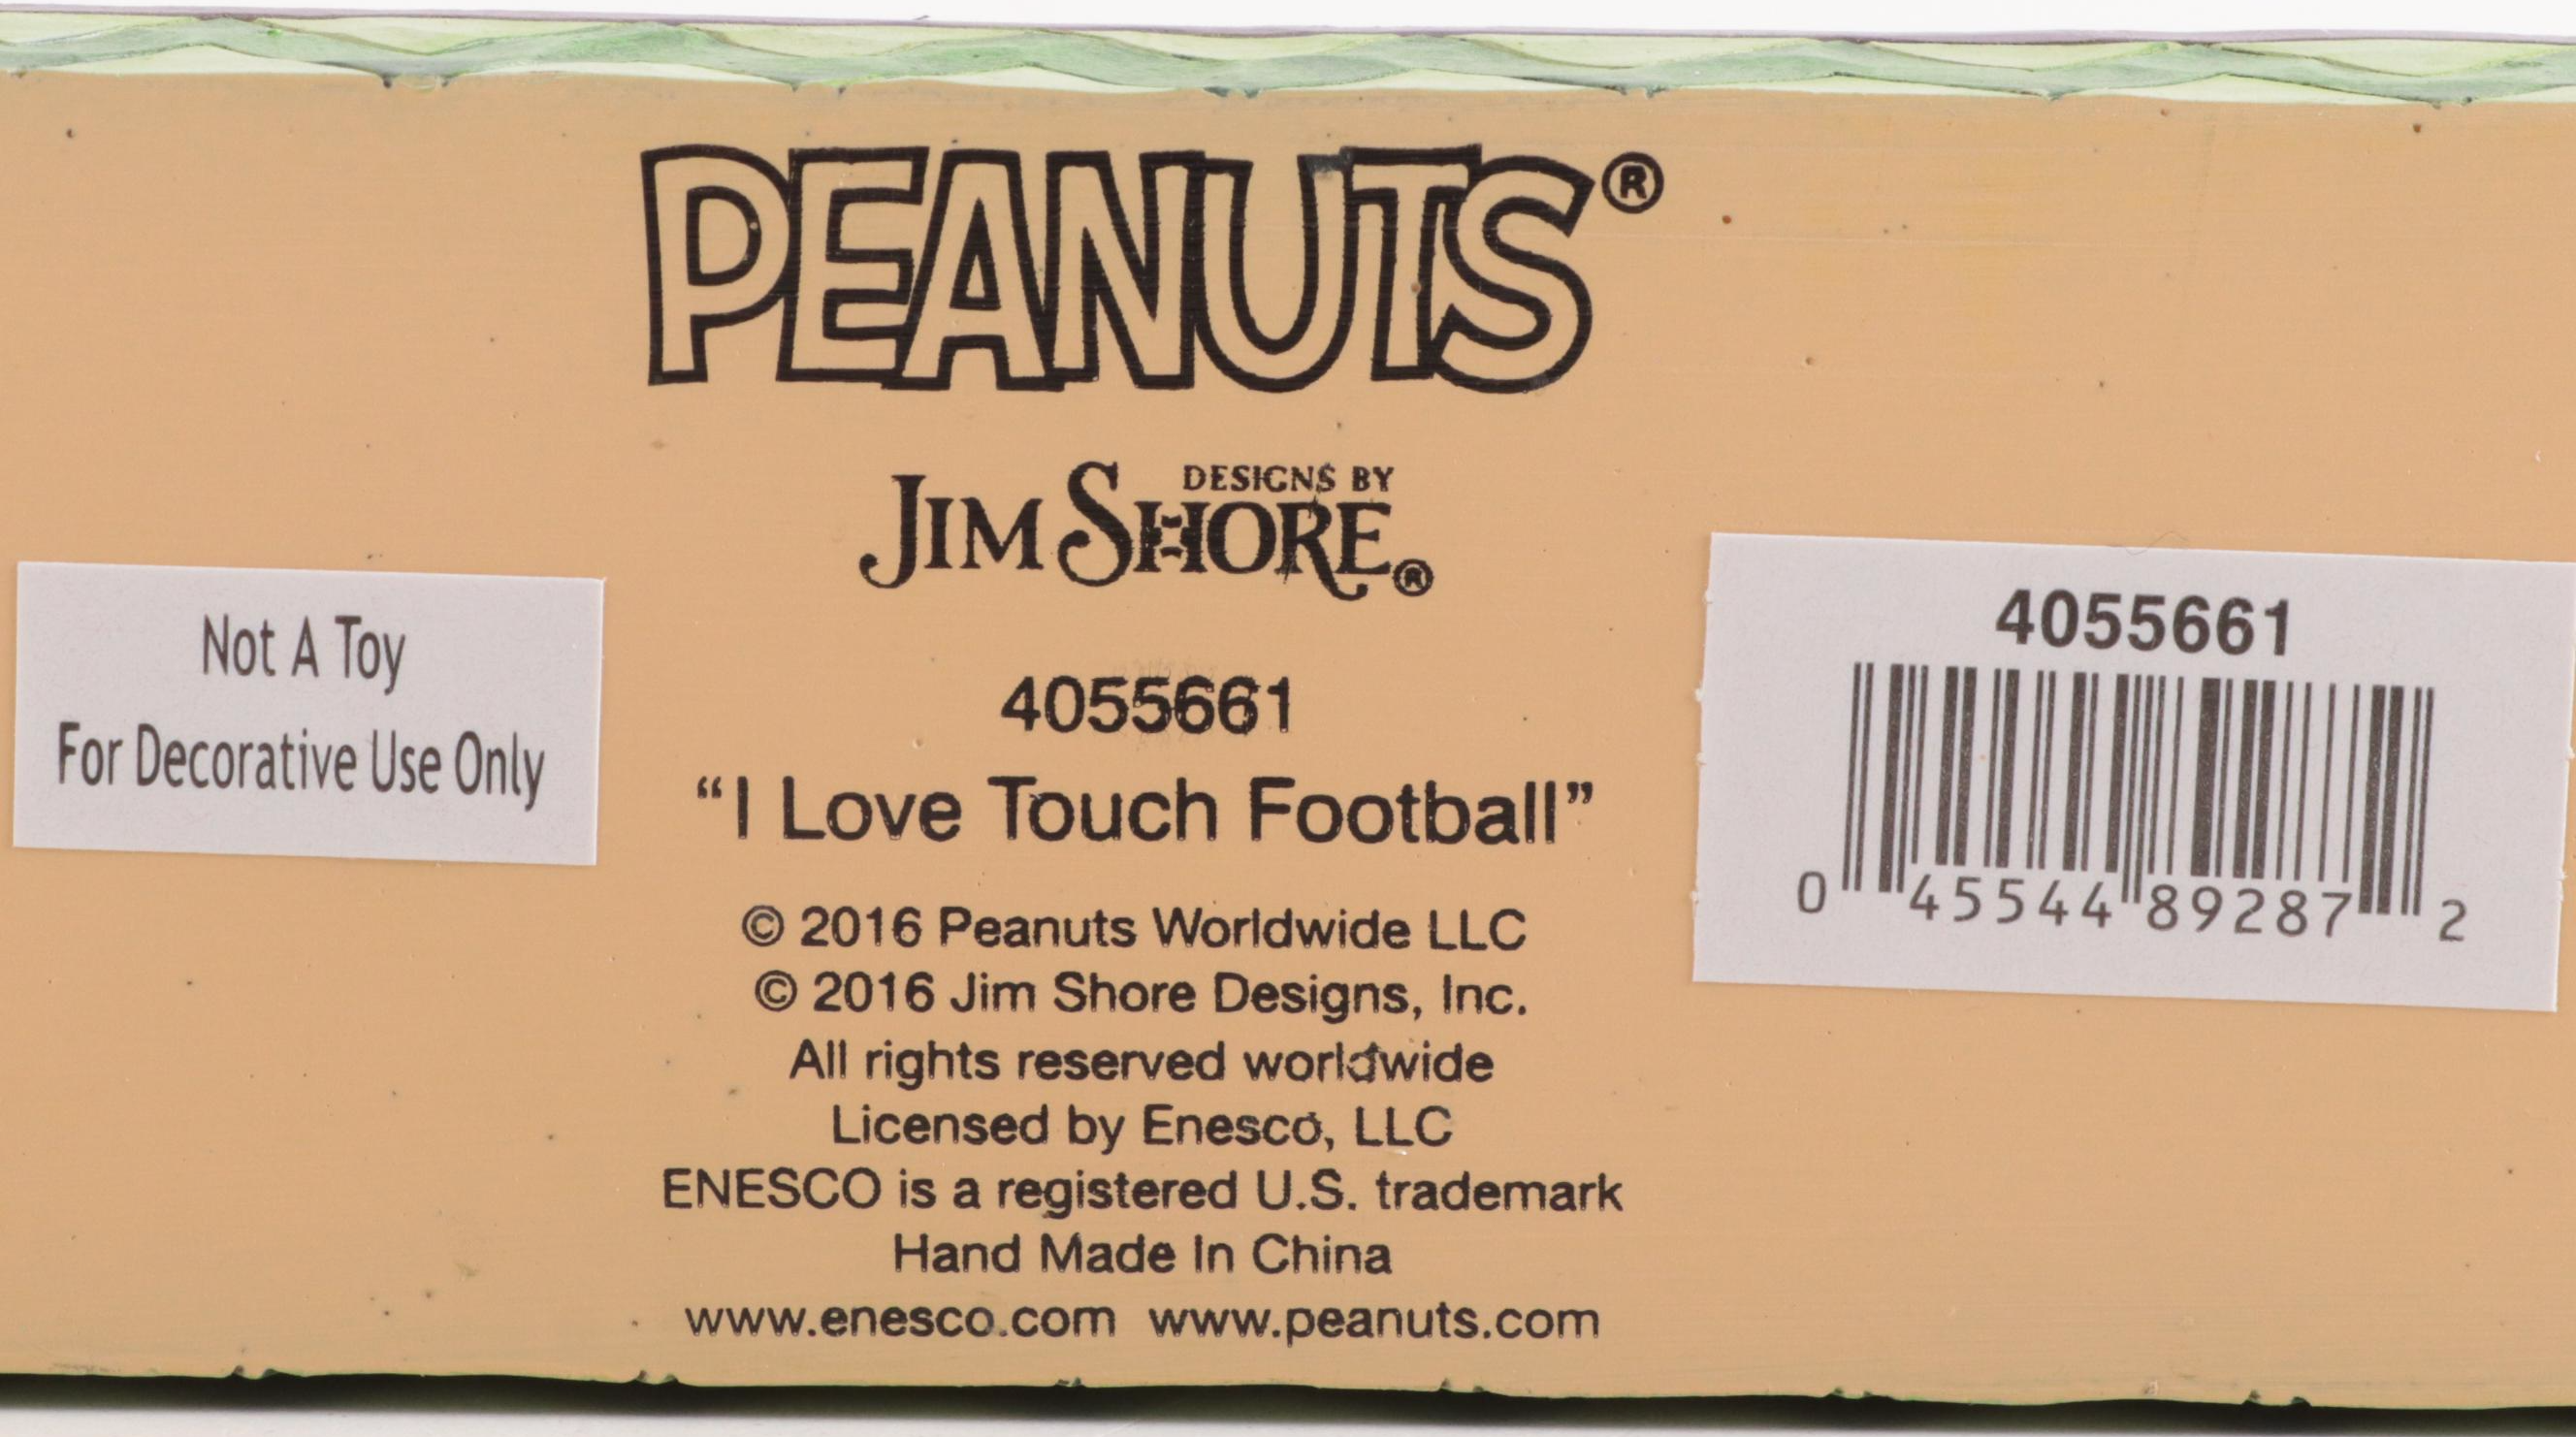 PEANUTS®
DESIGNS BY
JIM SHORE®
4055661
“I Love Touch Football”
© 2016 Peanuts Worldwide LLC
© 2016 Jim Shore Designs, Inc.
All rights reserved worldwide
Licensed by Enesco, LLC
ENESCO is a registered U.S. trademark
Hand Made In China
www.enesco.com www.peanuts.com
Not A Toy
For Decorative Use Only
4055661
0 45544 89287 2